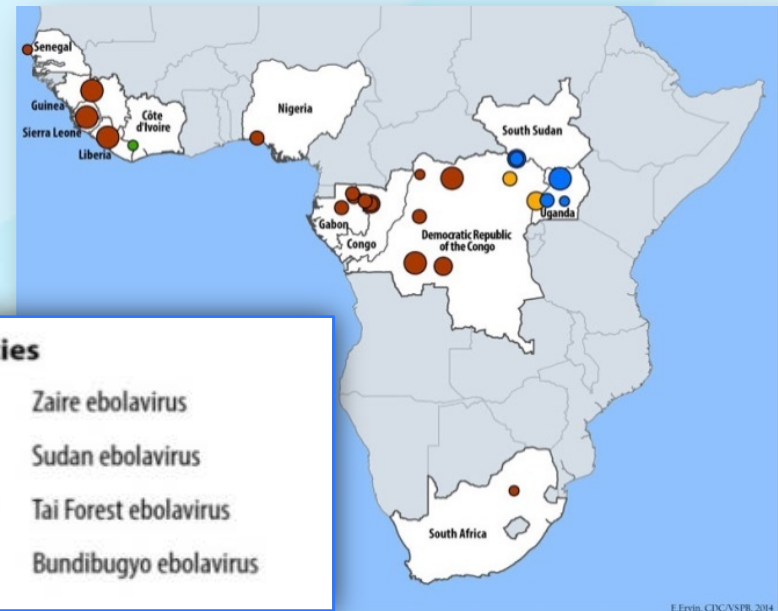 Senegal
Guinea
Sierra Leone
Liberia
Côte
d'Ivoire
Nigeria
South Sudan
Uganda
Gabon
Congo
Democratic Republic
of the Congo
South Africa
ies
Zaire ebolavirus
Sudan ebolavirus
Tai Forest ebolavirus
Bundibugyo ebolavirus
F. Ervin, CDC/VSPB, 2014